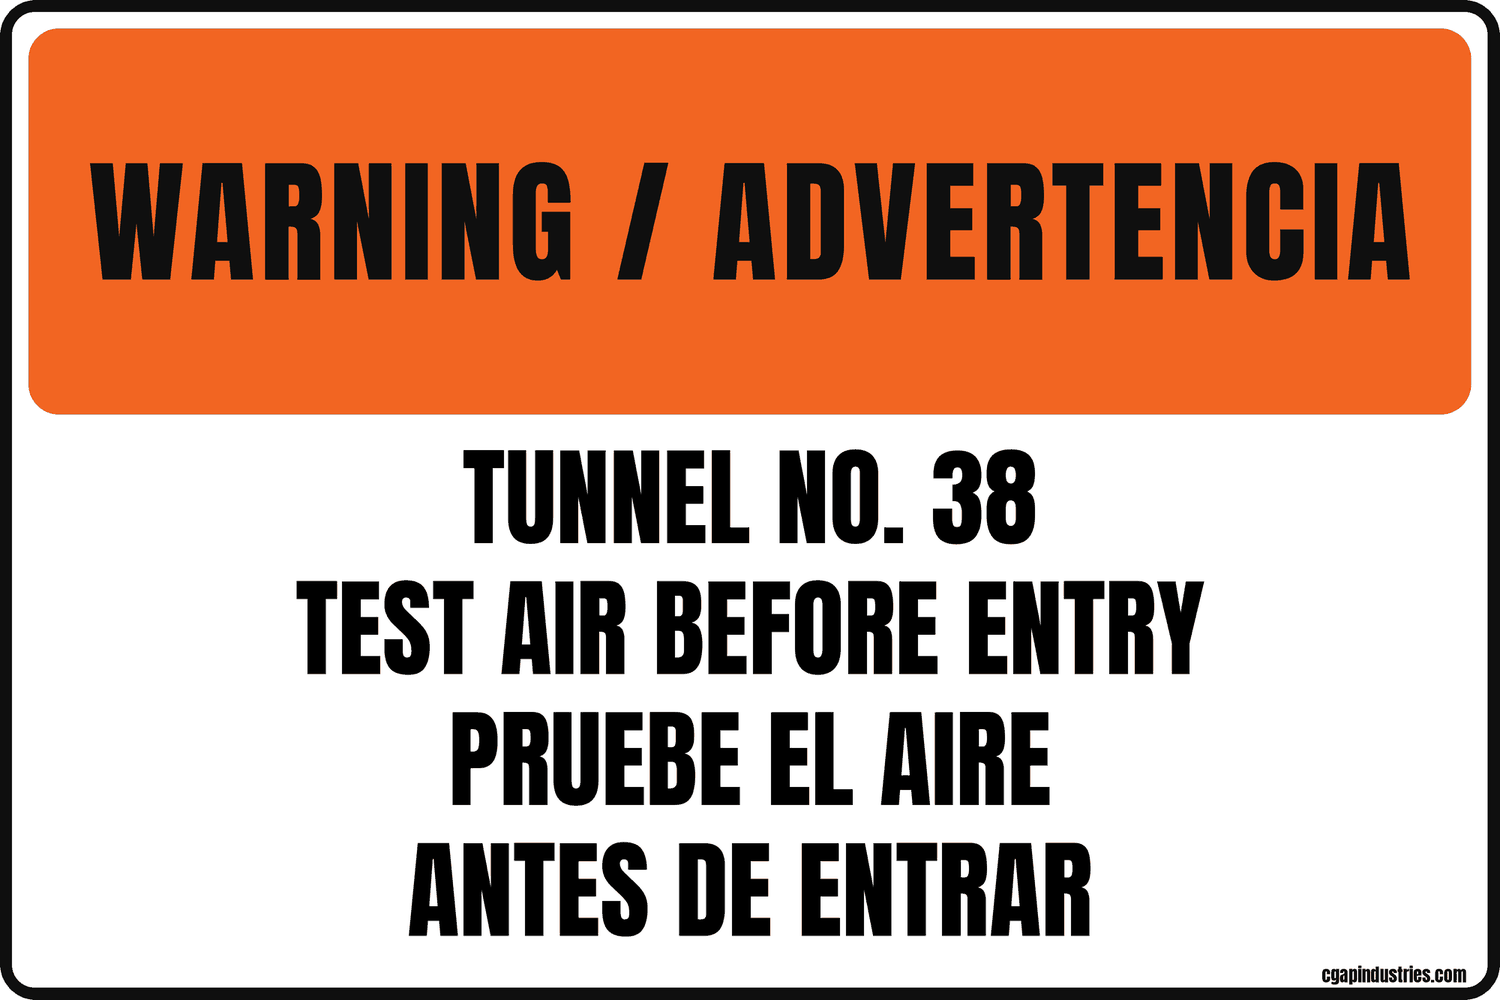 WARNING / ADVERTENCIA
TUNNEL NO. 38
TEST AIR BEFORE ENTRY
PRUEBE EL AIRE
ANTES DE ENTRAR
cgapindustries.com